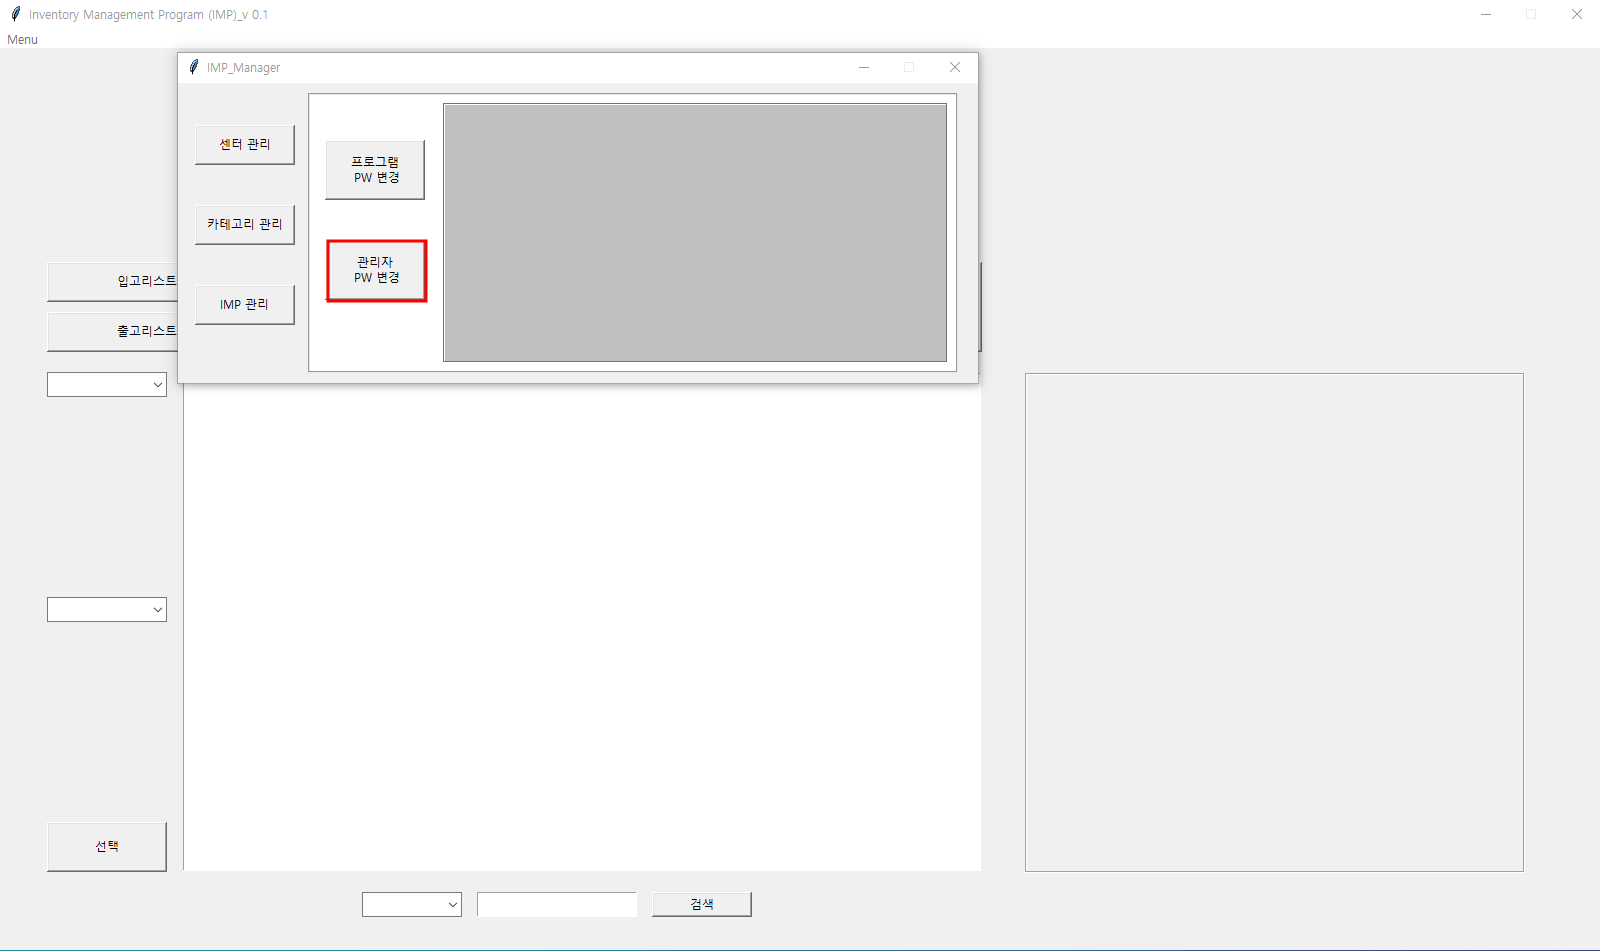 Inventory Management Program (IMP)_v 0.1
Menu
IMP_Manager
센터 관리
카테고리 관리
IMP 관리
프로그램
PW 변경
관리자
PW 변경
입고리스트
출고리스트
선택
검색